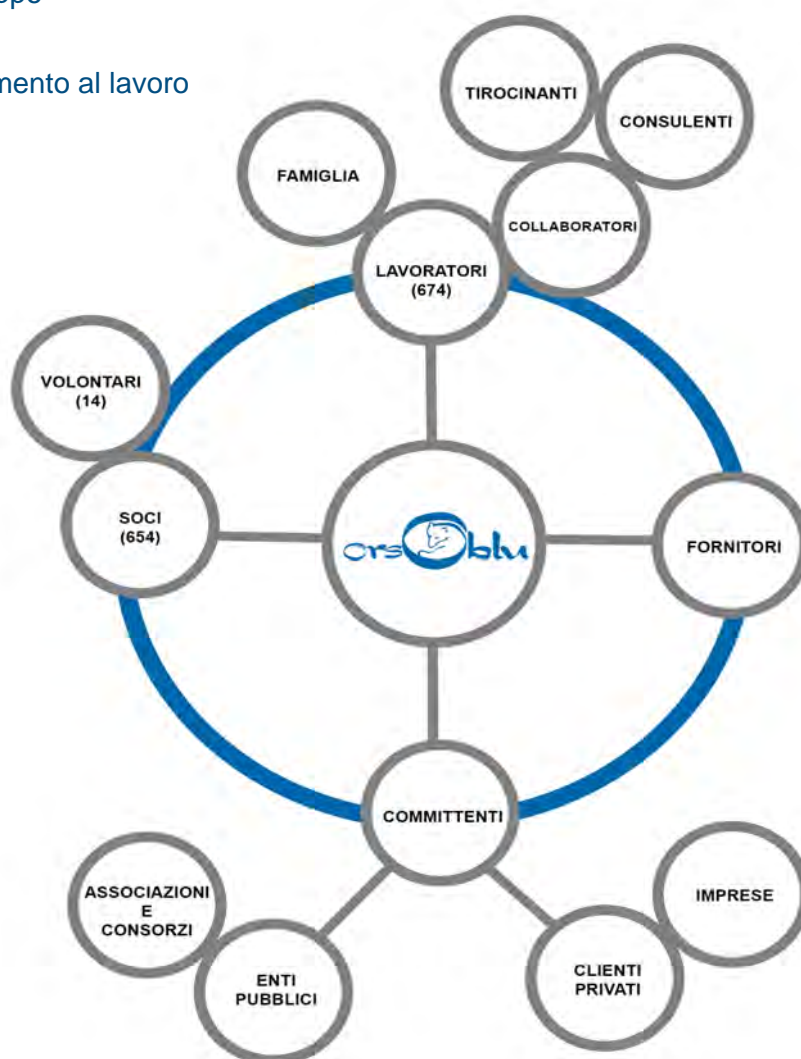 mento al lavoro
TIROCINANTI
CONSULENTI
FAMIGLIA
COLLABORATORI
LAVORATORI
(674)
VOLONTARI
(14)
SOCI
(654)
orsoblu
FORNITORI
COMMITTENTI
ASSOCIAZIONI
E
CONSORZI
IMPRESE
ENTI
PUBBLICI
CLIENTI
PRIVATI